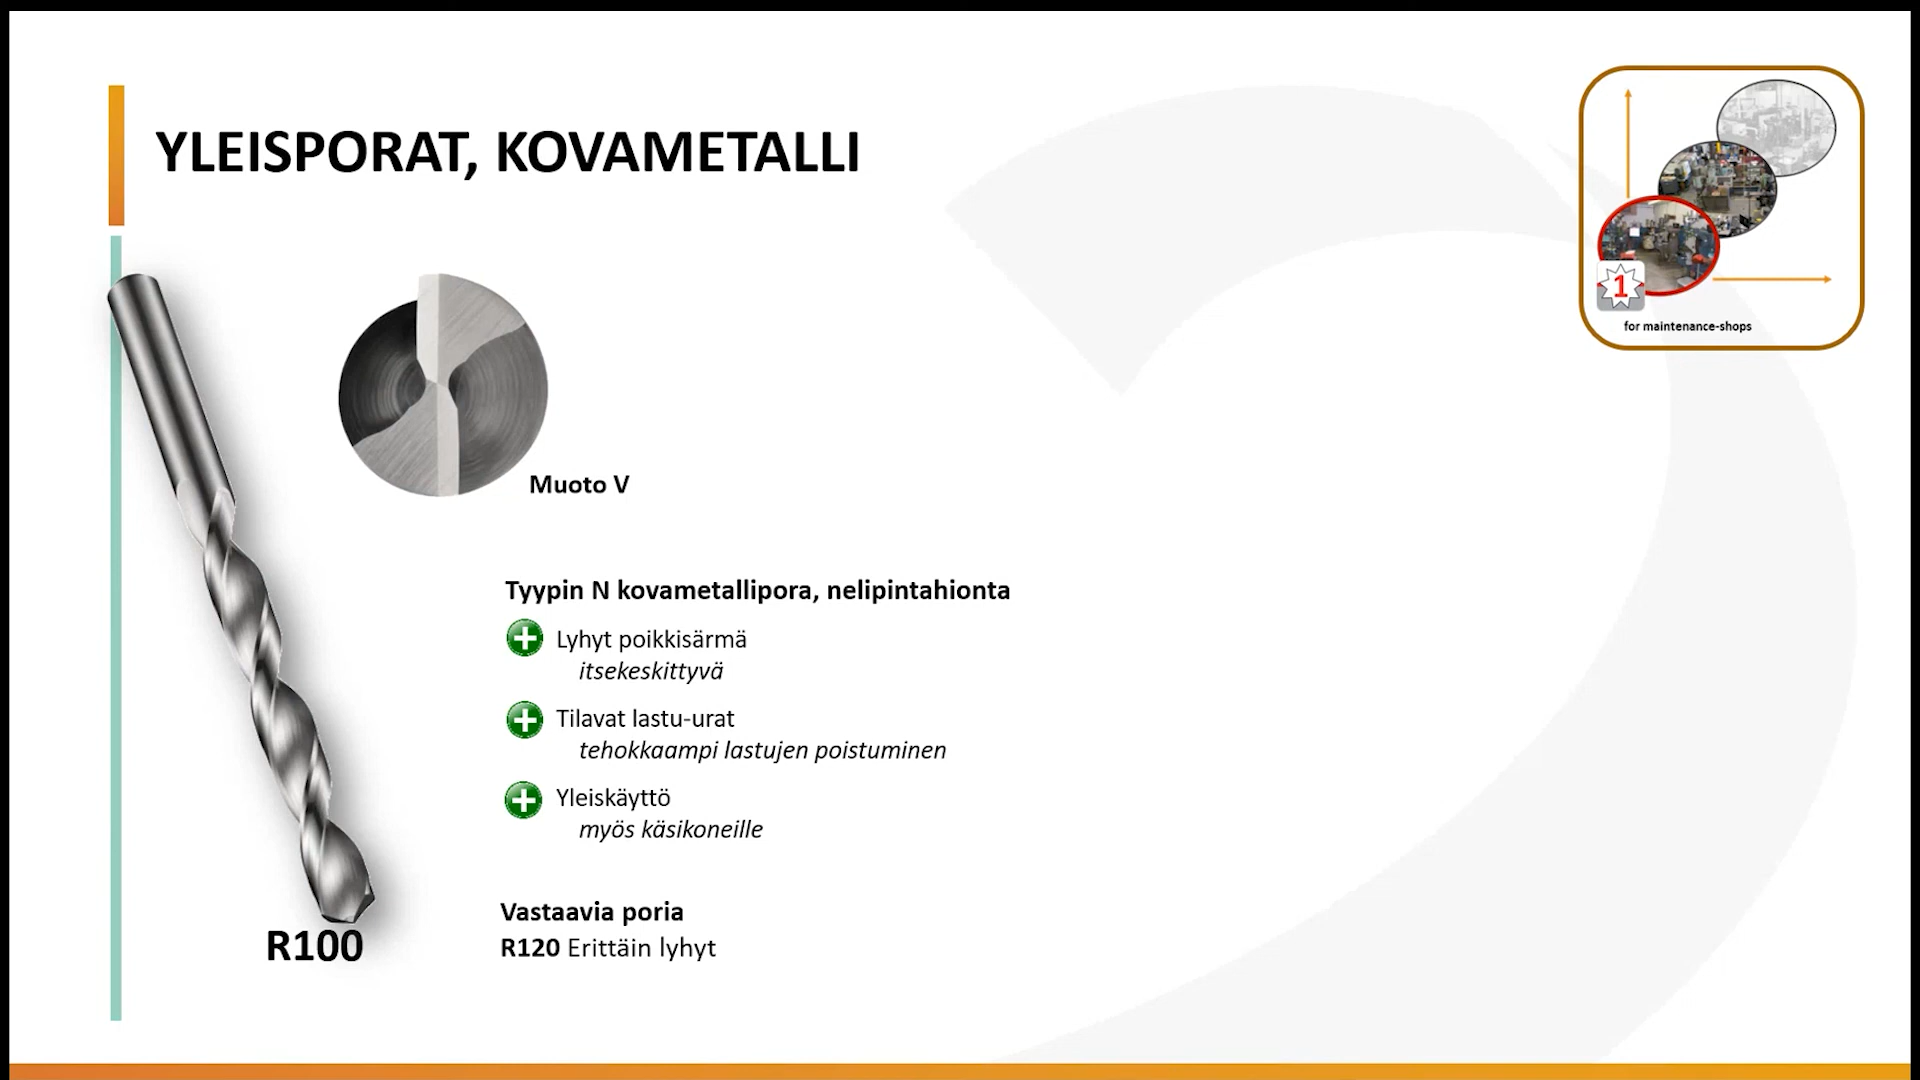 YLEISPORAT, KOVAMETALLI
1
for maintenance-shops
Muoto V
Tyypin N kovametallipora, nelipintahionta
Lyhyt poikkisärmä
itsekeskittyvä
Tilavat lastu-urat
tehokkaampi lastujen poistuminen
Yleiskäyttö
myös käsikoneille
R100
Vastaavia poria
R120 Erittäin lyhyt